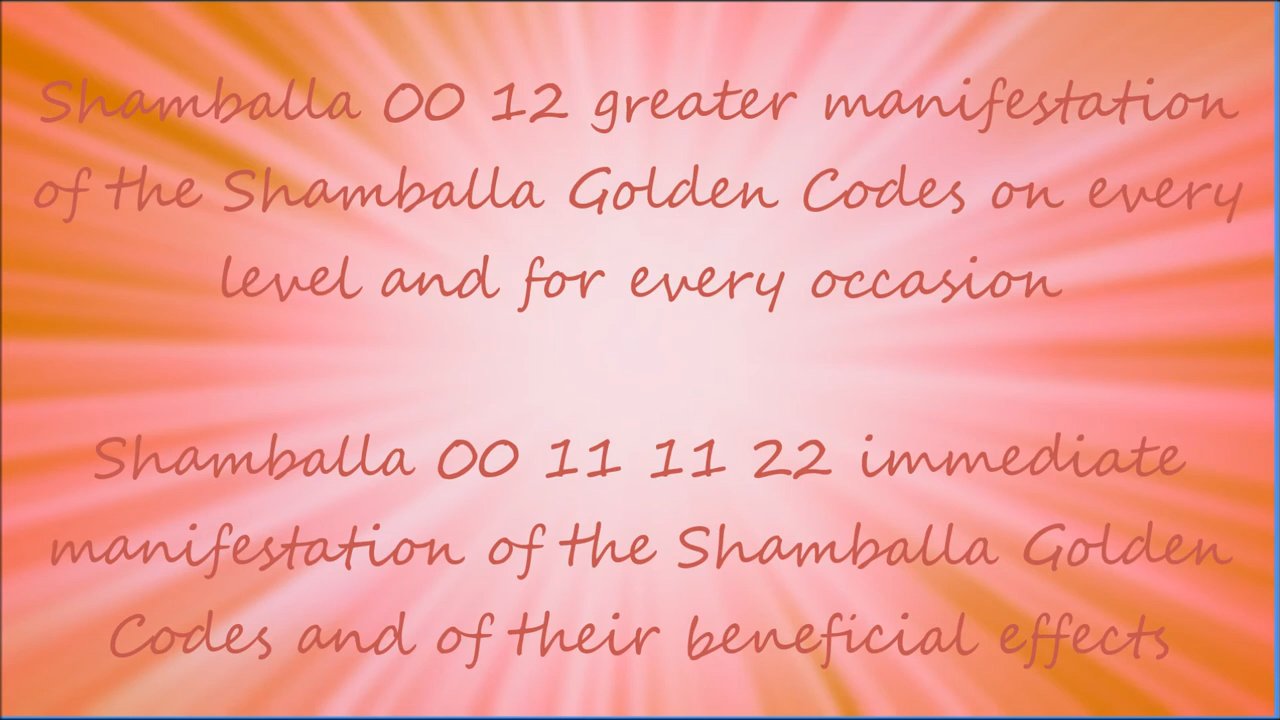 Shamballa 00 12 greater manifestation
of the Shamballa Golden Codes on every
level and for every occasion
Shamballa 00 11 11 22 immediate
manifestation of the Shamballa Golden
Codes and of their beneficial effects